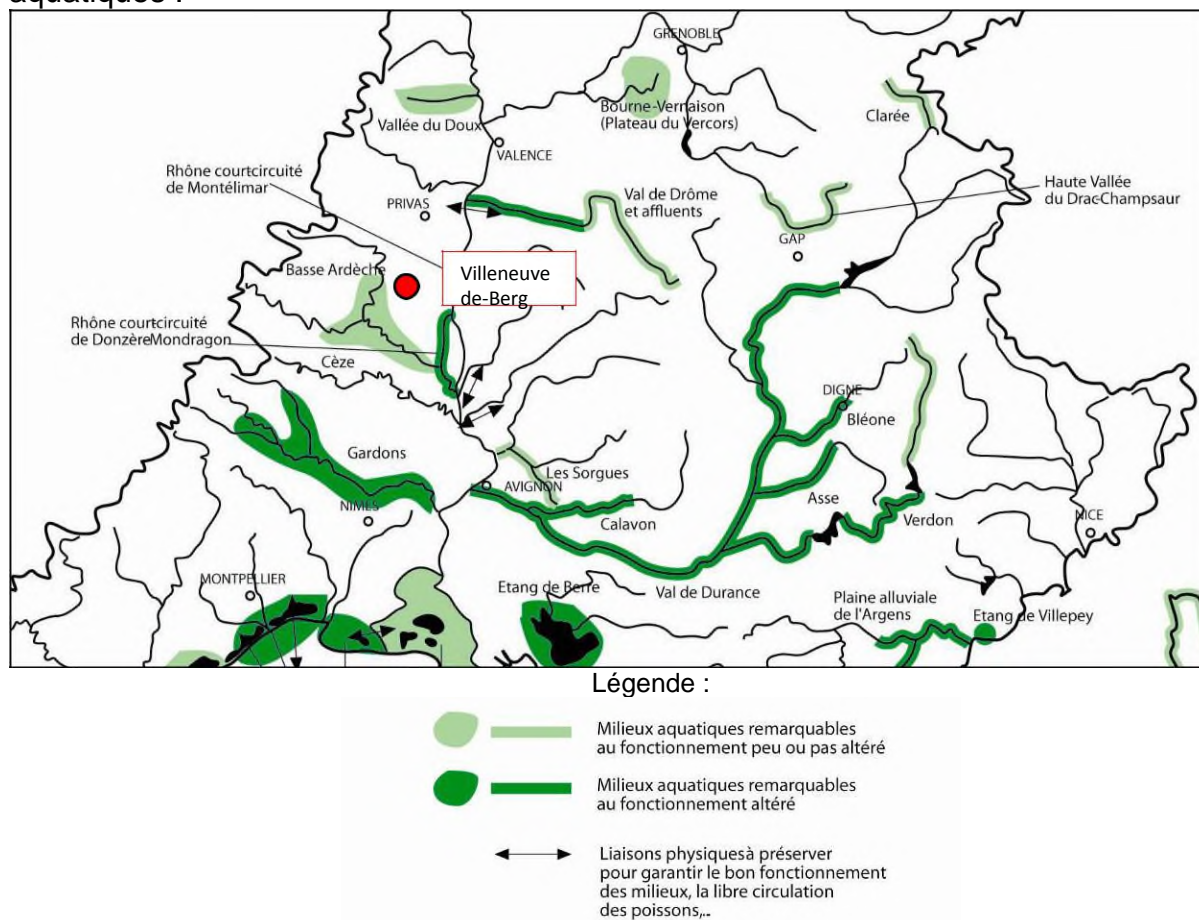 aquatiques :
GRENOBLE
Bourne-Vernaison
(Plateau du Vercors)
Clarée
Vallée du Doux
VALENCE
Rhône courtcircuité
de Montélimar
PRIVAS
Val de Drôme
et affluents
Haute Vallée
du Drac-Champsaur
GAP
Basse Ardèche
Villeneuve
de-Berg
Rhône courtcircuité
de DonzèreMondragon
Cèze
DIGNE
Bléone
Gardons
Les Sorgues
AVIGNON
NIMES
Calavon
Asse
Verdon
NICE
MONTPELLIER
Etang de Berre
Val de Durance
Plaine alluviale
de l'Argens
Etang de Villepey
Légende :
Milieux aquatiques remarquables
au fonctionnement peu ou pas altéré
Milieux aquatiques remarquables
au fonctionnement altéré
Liaisons physiquesà préserver
pour garantir le bon fonctionnement
des milieux, la libre circulation
des poissons,..